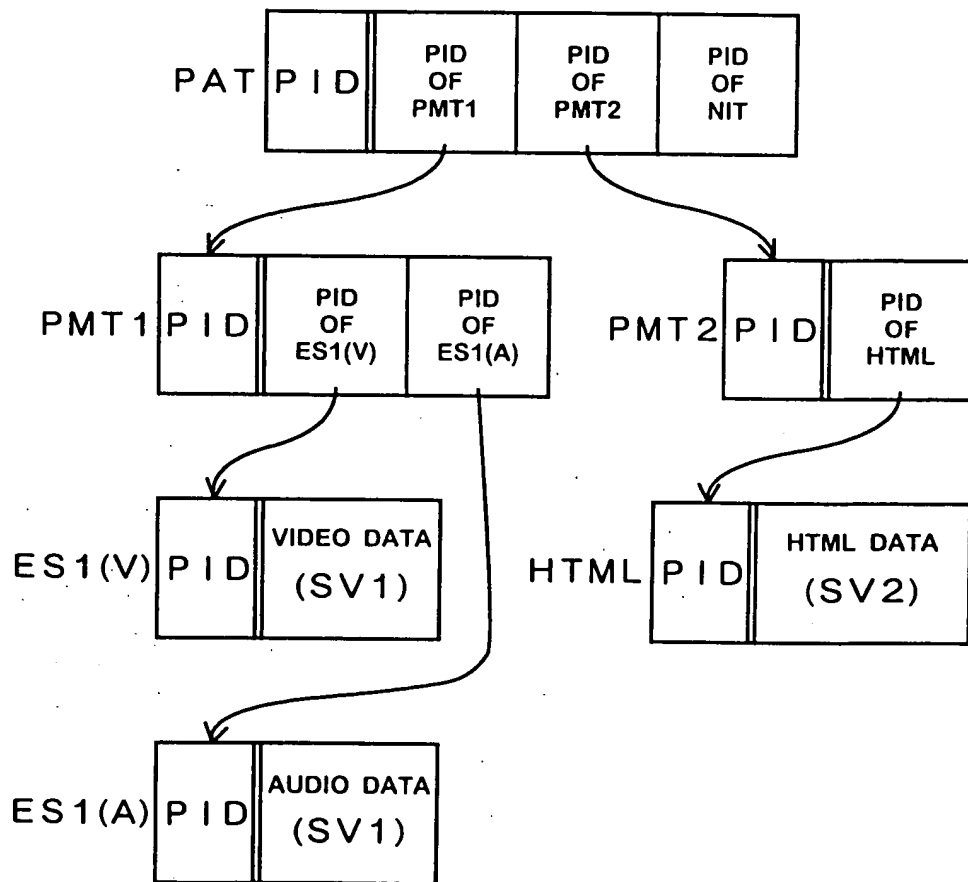 PAT
PID
PID
OF
PMT1
PID
OF
PMT2
PID
OF
NIT
PMT1
PID
PID
OF
ES1(V)
PID
OF
ES1(A)
PMT2
PID
PID
OF
HTML
ES1(V)
PID
VIDEO DATA
(SV1)
HTML
PID
HTML DATA
(SV2)
ES1(A)
PID
AUDIO DATA
(SV1)